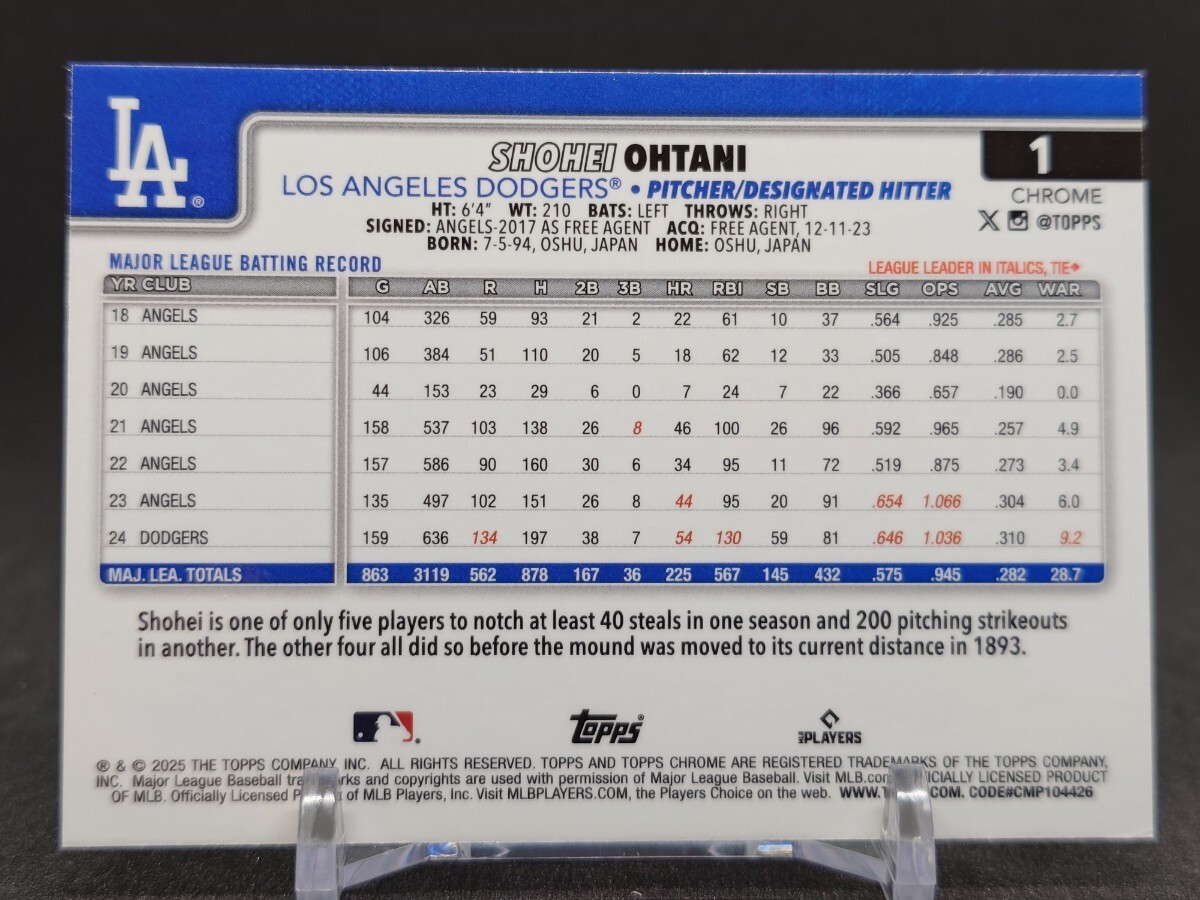 LA ®
SHOHEI OHTANI
1
LOS ANGELES DODGERS® • PITCHER/DESIGNATED HITTER
CHROME
HT: 6'4" WT: 210 BATS: LEFT THROWS: RIGHT
SIGNED: ANGELS-2017 AS FREE AGENT ACQ: FREE AGENT, 12-11-23
@TOPPS
BORN: 7-5-94, OSHU, JAPAN HOME: OSHU, JAPAN
MAJOR LEAGUE BATTING RECORD
LEAGUE LEADER IN ITALICS, TIE♦
YR CLUB G AB R H 2B 3B HR RBI SB BB SLG OPS AVG WAR
18 ANGELS 104 326 59 93 21 2 22 61 10 37 .564 .925 .285 2.7
19 ANGELS 106 384 51 110 20 5 18 62 12 33 .505 .848 .286 2.5
20 ANGELS 44 153 23 29 6 0 7 24 7 22 .366 .657 .190 0.0
21 ANGELS 158 537 103 138 26 8 46 100 26 96 .592 .965 .257 4.9
22 ANGELS 157 586 90 160 30 6 34 95 11 72 .519 .875 .273 3.4
23 ANGELS 135 497 102 151 26 8 44 95 20 91 .654 1.066 .304 6.0
24 DODGERS 159 636 134 197 38 7 54 130 59 81 .646 1.036 .310 9.2
MAJ. LEA. TOTALS 863 3119 562 878 167 36 225 567 145 432 .575 .945 .282 28.7
Shohei is one of only five players to notch at least 40 steals in one season and 200 pitching strikeouts
in another. The other four all did so before the mound was moved to its current distance in 1893.
Topps®
MLB PLAYERS
® & © 2025 THE TOPPS COMPANY, INC. ALL RIGHTS RESERVED. TOPPS AND TOPPS CHROME ARE REGISTERED TRADEMARKS OF THE TOPPS COMPANY,
INC. Major League Baseball and copyrights are used with permission of Major League Baseball. Visit MLB.com LICENSED PRODUCT
OF MLB. Officially Licensed of MLB Players, Inc. Visit MLBPLAYERS.COM, the Players Choice on the web. CODE#CMP104426